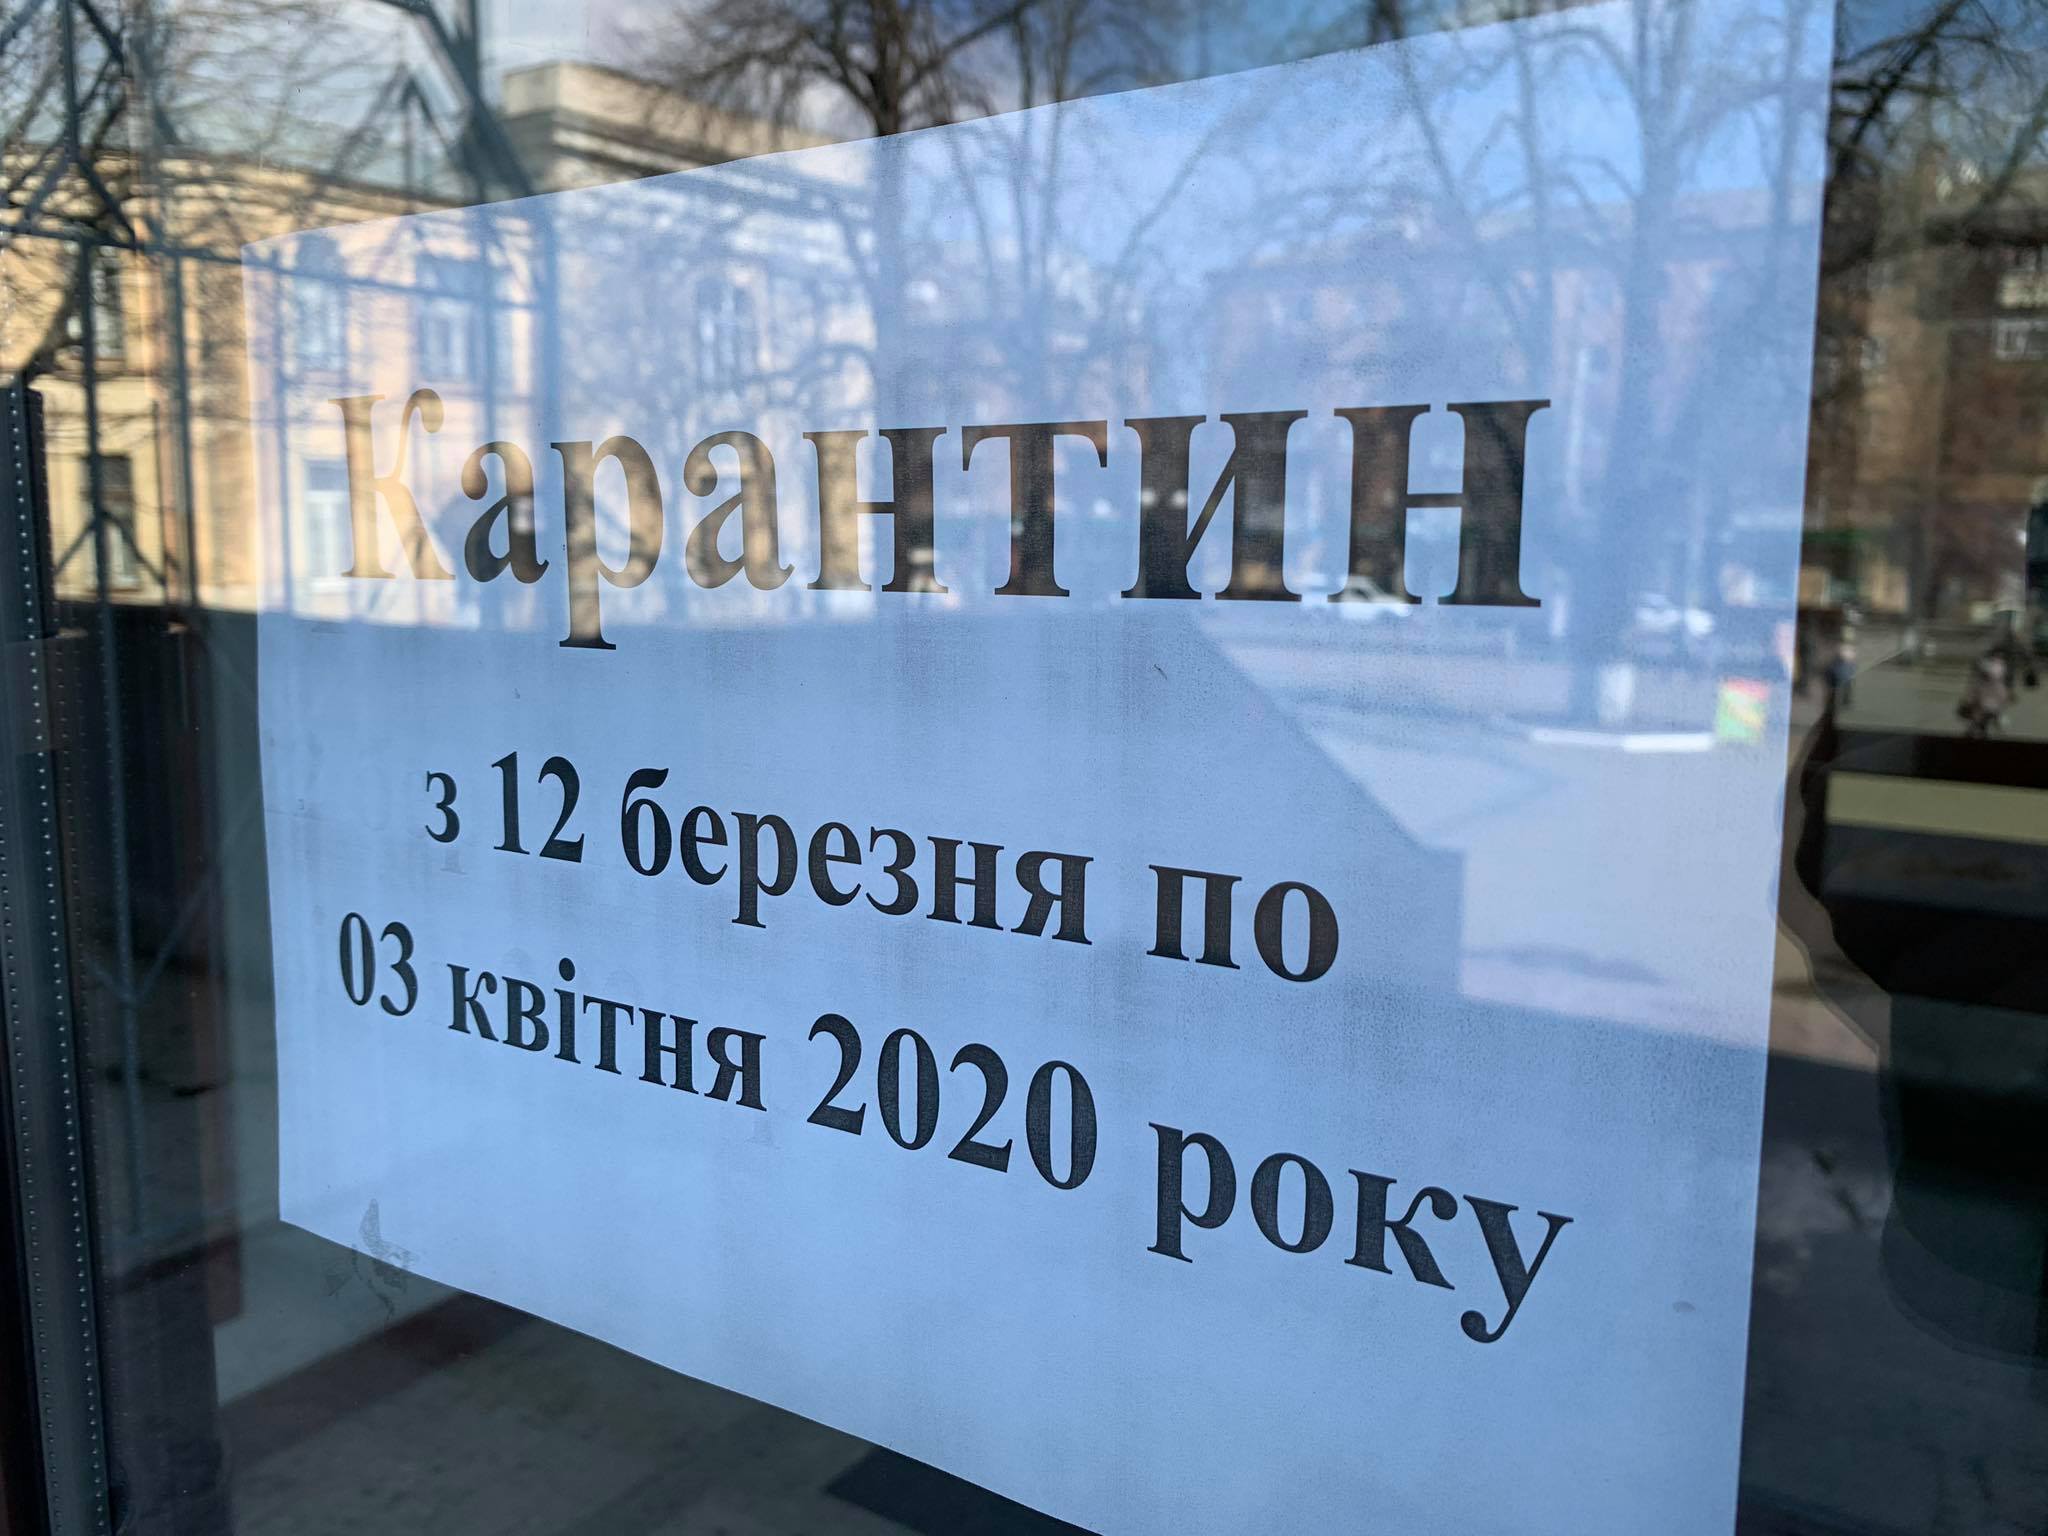 Карантин
з 12 березня по
03 квітня 2020 року